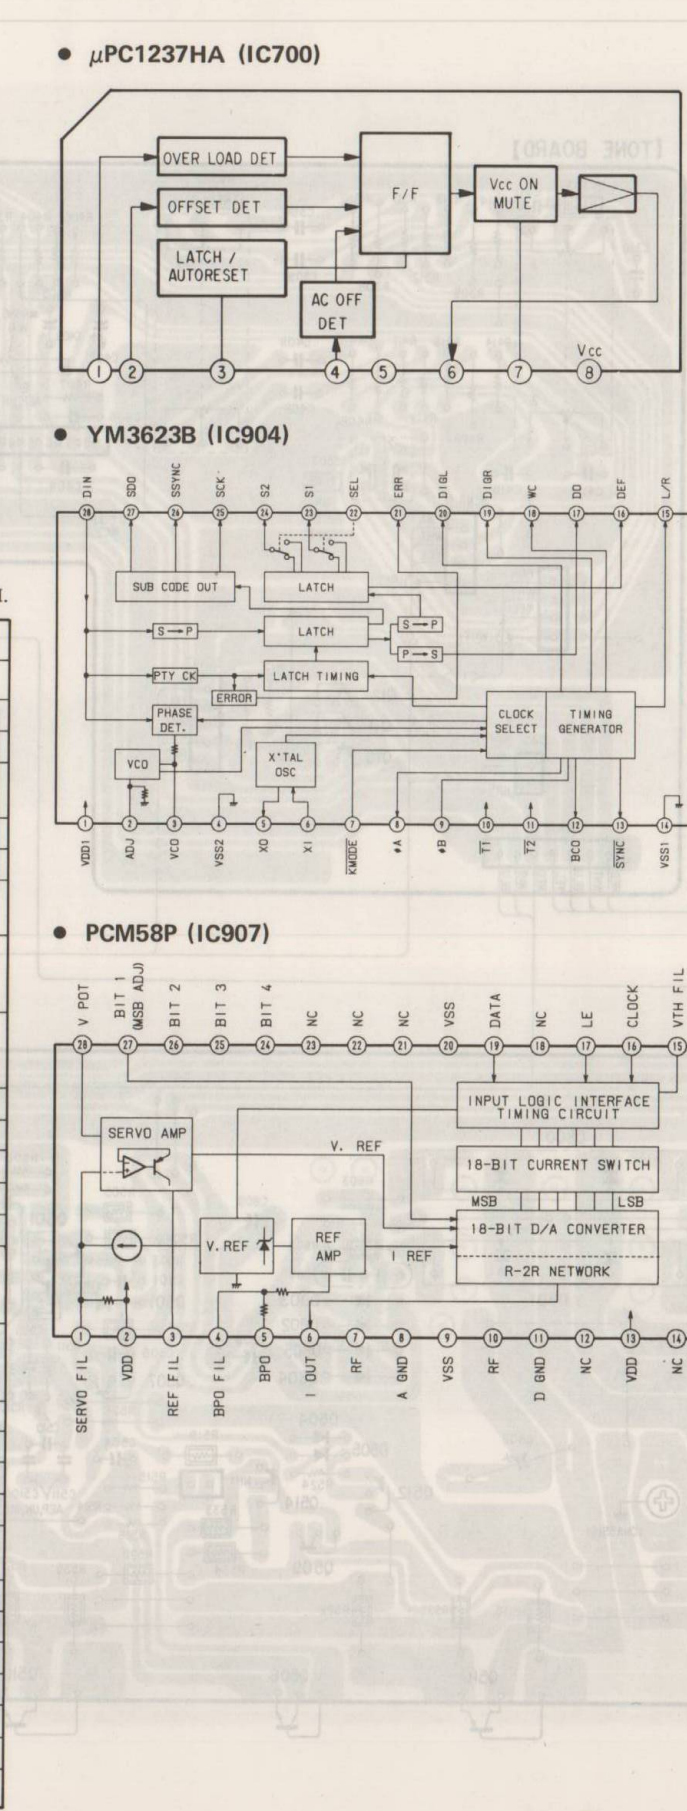 • μPC1237HA (IC700)
OVER LOAD DET
OFFSET DET
LATCH /
AUTORESET
AC OFF
DET
F/F
Vcc ON
MUTE
Vcc
1 2 3 4 5 6 7 8
• YM3623B (IC904)
DIN SDO SSYNC SCK S2 S1 SEL ERR DIGL DIGR WC DO DEF L/R
28 27 26 25 24 23 22 21 20 19 18 17 16 15
SUB CODE OUT
LATCH
S→P
LATCH
S→P
P→S
PTY CK
LATCH TIMING
ERROR
PHASE
DET.
CLOCK
SELECT
TIMING
GENERATOR
VCO
X'TAL
OSC
1 2 3 4 5 6 7 8 9 10 11 12 13 14
VDD1 ADJ VCO VSS2 XO XI KMODE φA φB T1 T2 BCO SYNC VSS1
• PCM58P (IC907)
V POT BIT 1 (MSB ADJ) BIT 2 BIT 3 BIT 4 NC NC NC VSS DATA NC LE CLOCK VTH FIL
28 27 26 25 24 23 22 21 20 19 18 17 16 15
INPUT LOGIC INTERFACE
TIMING CIRCUIT
SERVO AMP
V. REF
18-BIT CURRENT SWITCH
MSB LSB
18-BIT D/A CONVERTER
V.REF
REF
AMP
I REF
R-2R NETWORK
1 2 3 4 5 6 7 8 9 10 11 12 13 14
SERVO FIL VDD REF FIL BPO FIL BPO I OUT RF A GND VSS RF D GND NC VDD NC